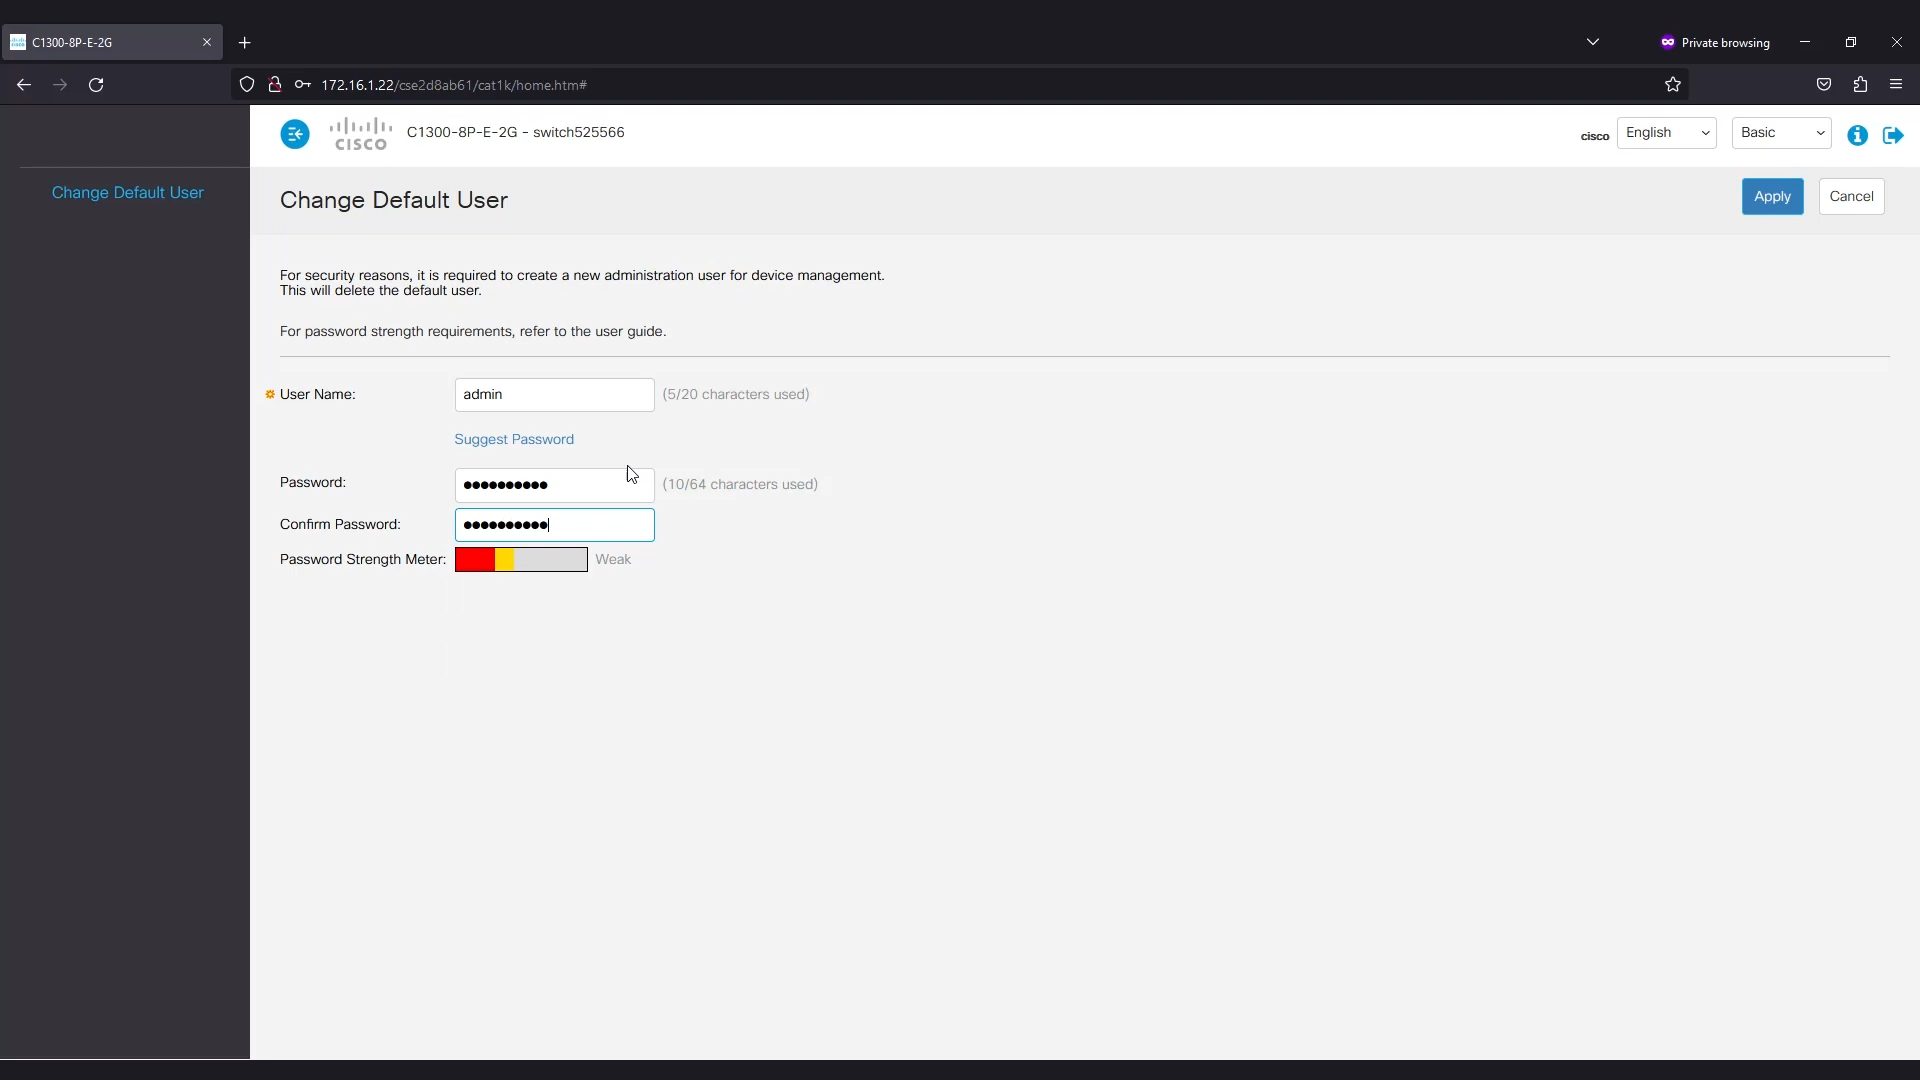 C1300-8P-E-2G
Private browsing
172.16.1.22/cse2d8ab61/cat1k/home.htm#
cisco
C1300-8P-E-2G - switch525566
cisco
English
Basic
Change Default User
Change Default User
Apply
Cancel
For security reasons, it is required to create a new administration user for device management.
This will delete the default user.
For password strength requirements, refer to the user guide.
User Name:
admin
(5/20 characters used)
Suggest Password
Password:
●●●●●●●●●●
(10/64 characters used)
Confirm Password:
●●●●●●●●●●
Password Strength Meter:
Weak